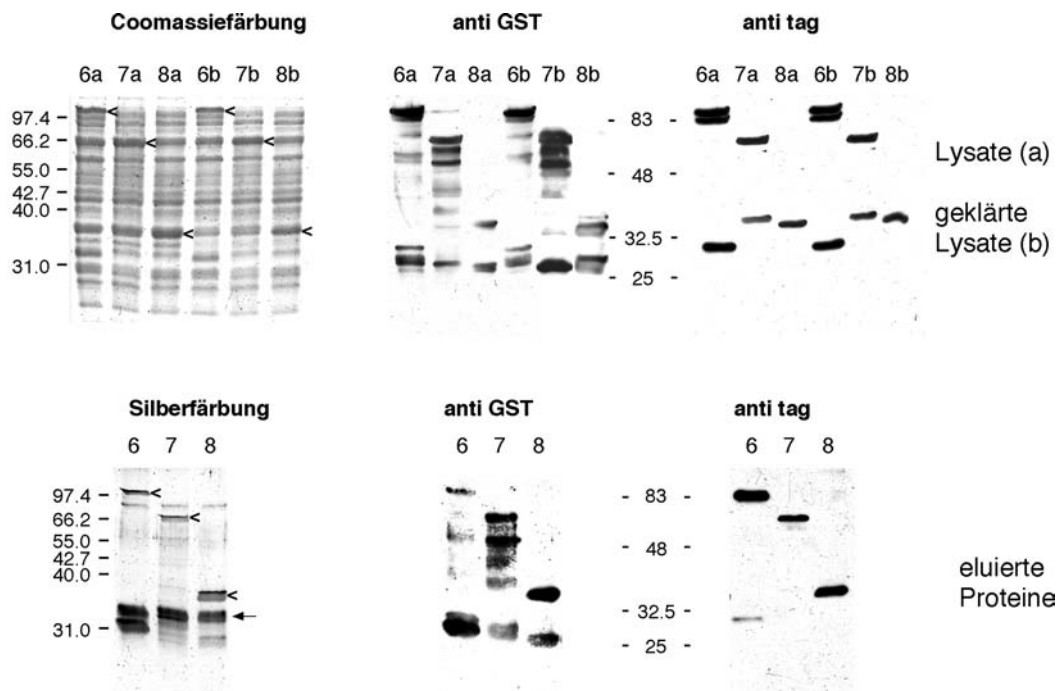 Coomassiefärbung anti GST anti tag
6a 7a 8a 6b 7b 8b 6a 7a 8a 6b 7b 8b 6a 7a 8a 6b 7b 8b
97.4 –
66.2 –
55.0 –
42.7 –
40.0 –
31.0 –
- 83 -
- 48 -
- 32.5 -
- 25 -
Lysate (a)
geklärte
Lysate (b)
Silberfärbung anti GST anti tag
6 7 8 6 7 8 6 7 8
97.4 –
66.2 –
55.0 –
42.7 –
40.0 –
31.0 –
- 83 -
- 48 -
- 32.5 -
- 25 -
eluierte
Proteine